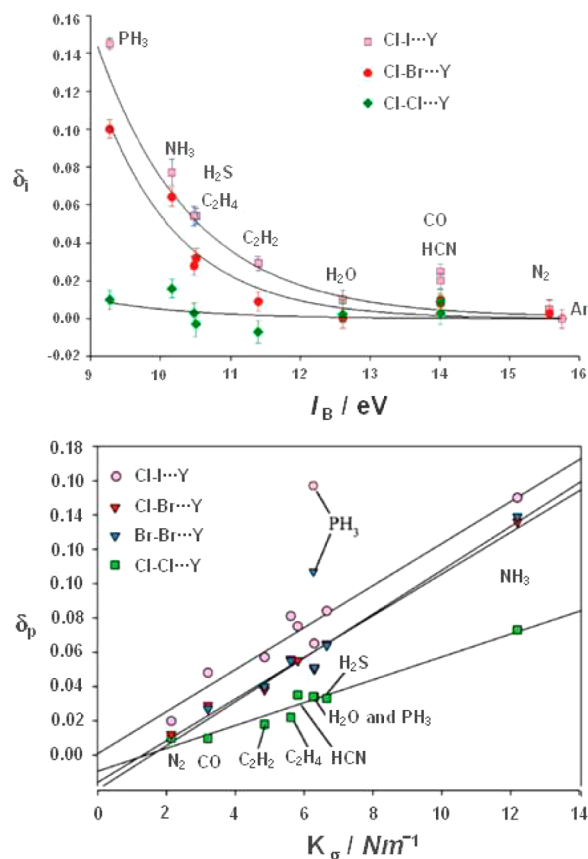 0.16
0.14
0.12
0.10
0.08
0.06
0.04
0.02
0.00
-0.02
δi
PH3
NH3
H2S
C2H4
C2H2
H2O
CO
HCN
N2
Ar
Cl-I···Y
Cl-Br···Y
Cl-Cl···Y
9 10 11 12 13 14 15 16
IB / eV
0.18
0.16
0.14
0.10
0.08
0.06
0.04
0.02
0.00
δp
Cl-I···Y
Cl-Br···Y
Br-Br···Y
Cl-Cl···Y
PH3
NH3
H2S
H2O and PH3
HCN
C2H4
C2H2
CO
N2
0 2 4 6 8 10 12 14
Kσ / Nm−1